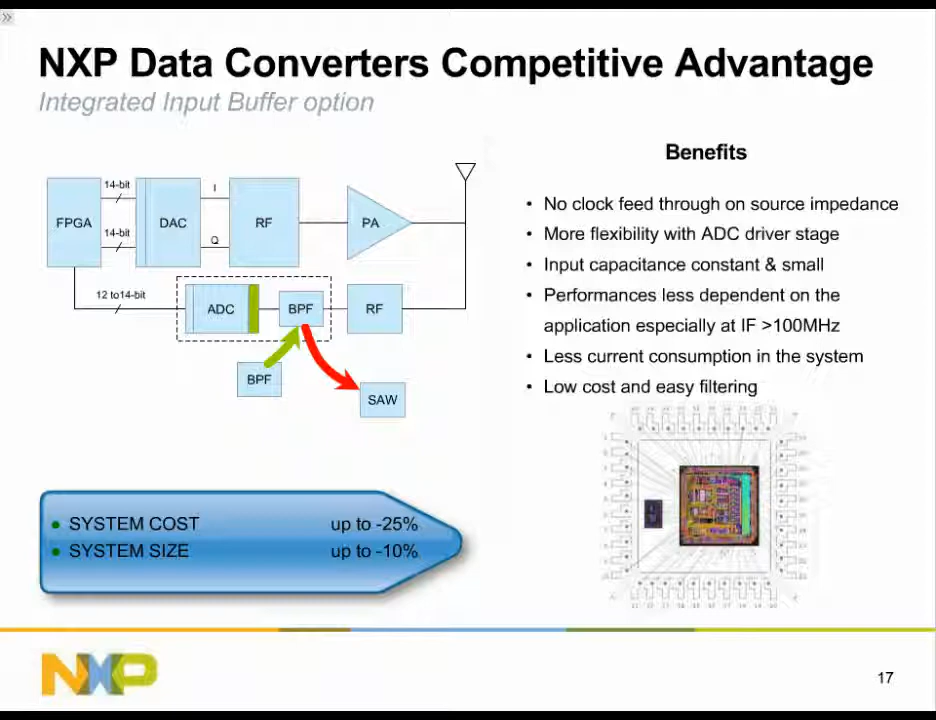 »
NXP Data Converters Competitive Advantage
Integrated Input Buffer option
Benefits
14-bit
I
FPGA
DAC
RF
PA
14-bit
Q
12 to14-bit
ADC
BPF
RF
BPF
SAW
• No clock feed through on source impedance
• More flexibility with ADC driver stage
• Input capacitance constant & small
• Performances less dependent on the
application especially at IF >100MHz
• Less current consumption in the system
• Low cost and easy filtering
• SYSTEM COST up to -25%
• SYSTEM SIZE up to -10%
NXP
17